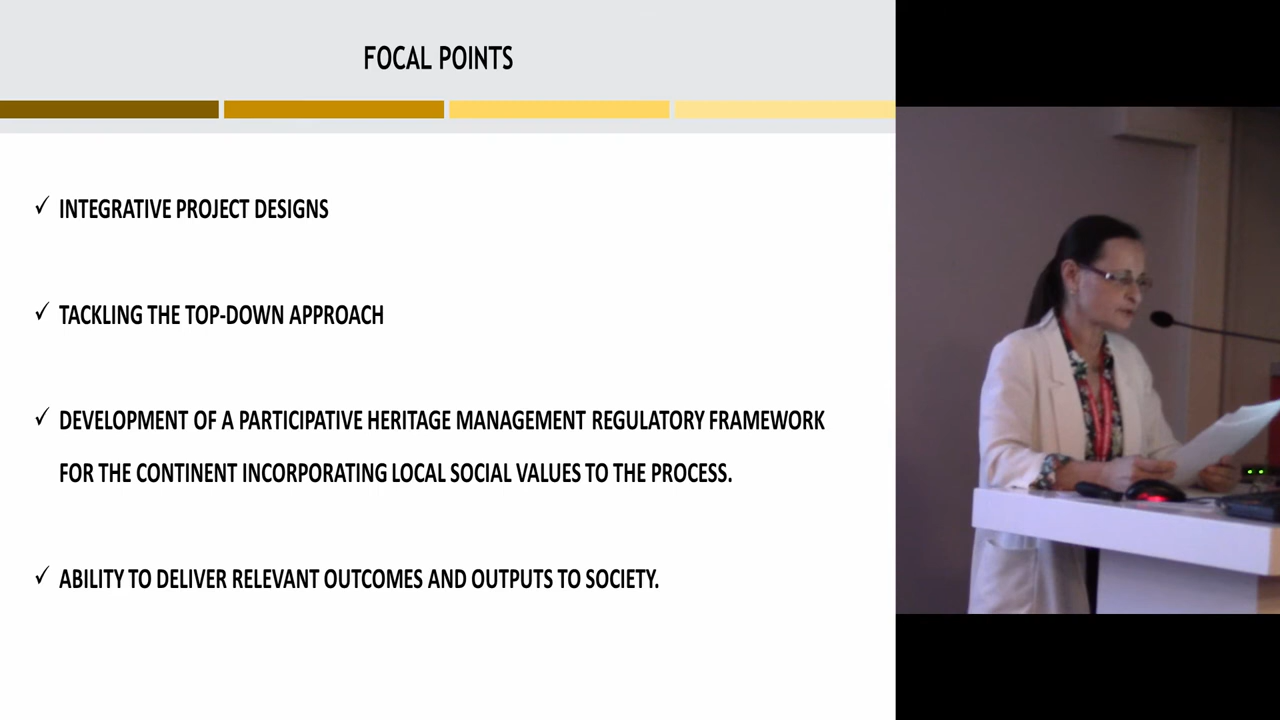 FOCAL POINTS
✓ INTEGRATIVE PROJECT DESIGNS
✓ TACKLING THE TOP-DOWN APPROACH
✓ DEVELOPMENT OF A PARTICIPATIVE HERITAGE MANAGEMENT REGULATORY FRAMEWORK
FOR THE CONTINENT INCORPORATING LOCAL SOCIAL VALUES TO THE PROCESS.
✓ ABILITY TO DELIVER RELEVANT OUTCOMES AND OUTPUTS TO SOCIETY.